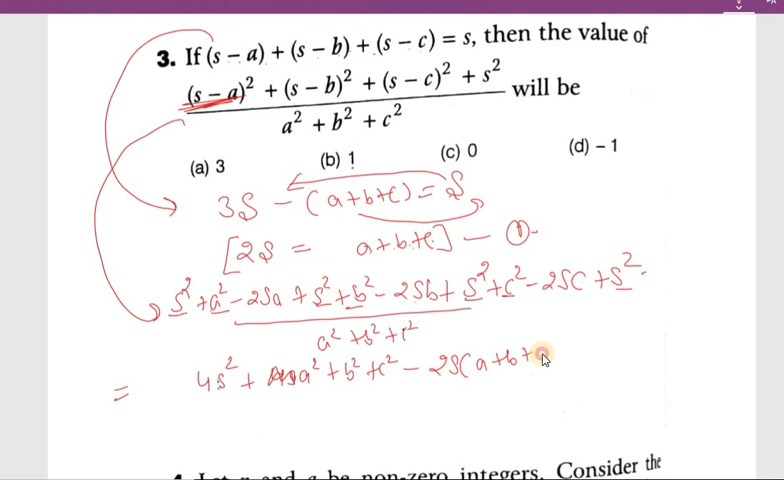 3. If (s − a) + (s − b) + (s − c) = s, then the value of
(s − a)² + (s − b)² + (s − c)² + s²
a² + b² + c²
will be
(a) 3 (b) 1 (c) 0 (d) − 1
3S − (a+b+c) = S
[2S = a+b+c] − ①
S² + a² − 2Sa + S² + b² − 2Sb + S² + c² − 2SC + S²
a² + b² + c²
= 4s² + a² + b² + c² − 2S(a+b+
be non-zero integers. Consider the